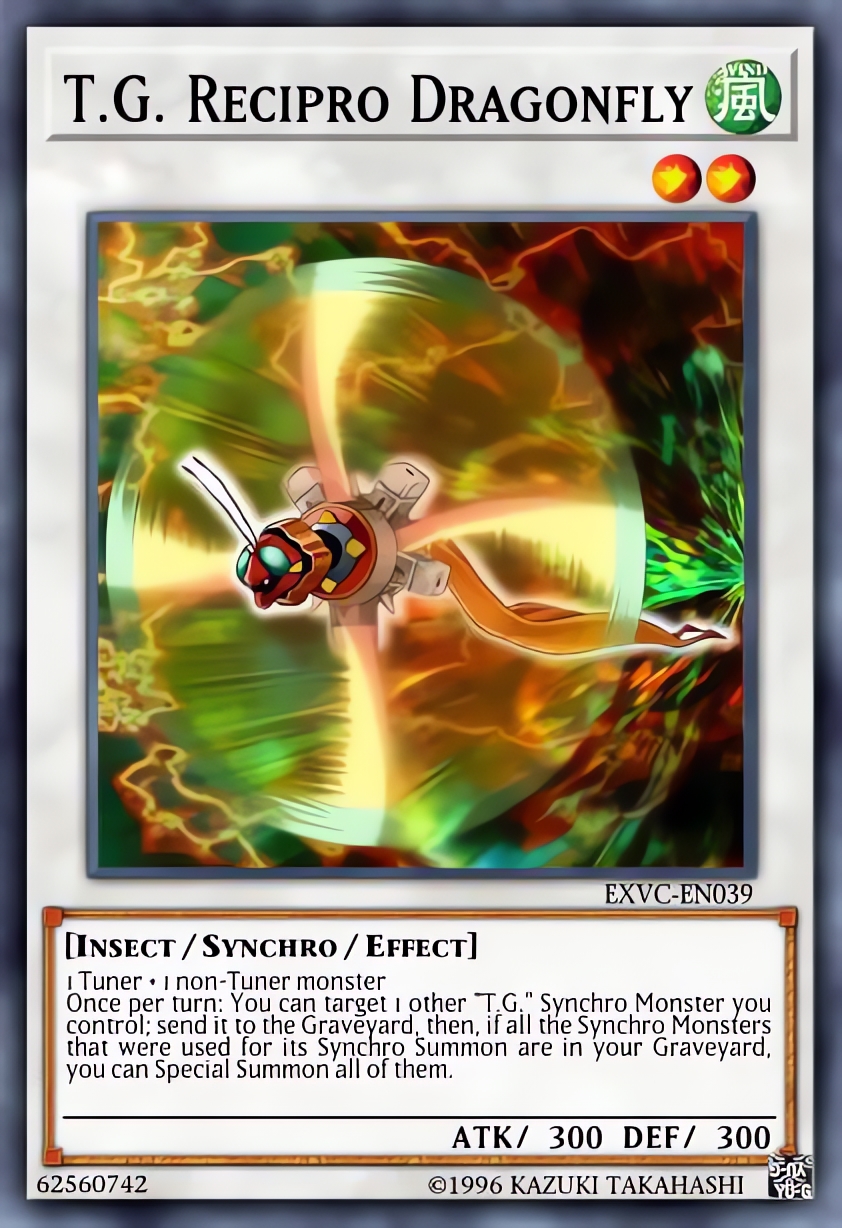 T.G. Recipro Dragonfly
風
EXVC-EN039
[Insect / Synchro / Effect]
1 Tuner + 1 non-Tuner monster
Once per turn: You can target 1 other "T.G." Synchro Monster you
control; send it to the Graveyard, then, if all the Synchro Monsters
that were used for its Synchro Summon are in your Graveyard,
you can Special Summon all of them.
ATK/ 300 DEF/ 300
62560742
©1996 KAZUKI TAKAHASHI